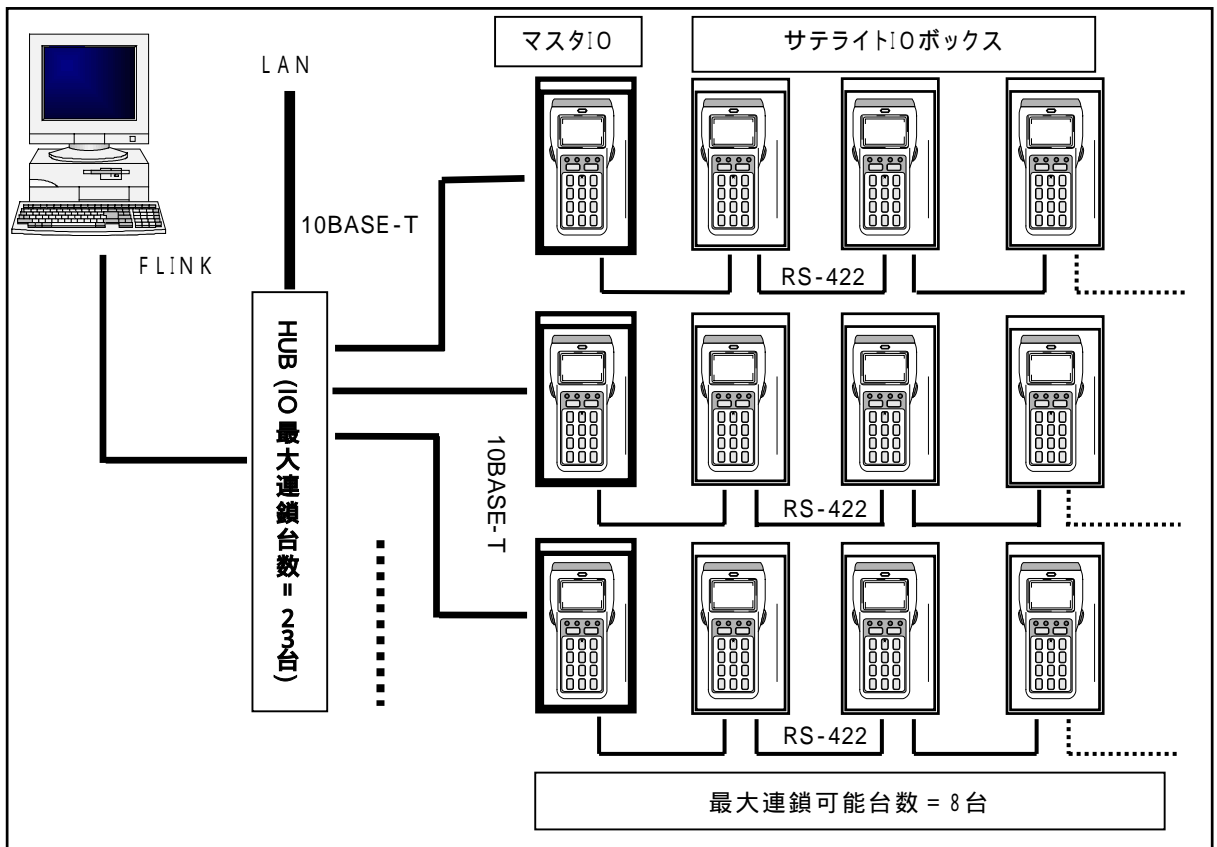 マスタIO
サテライトIOボックス
LAN
10BASE-T
FLINK
RS-422
HUB (IO最大連鎖台数=23台)
10BASE-T
RS-422
RS-422
最大連鎖可能台数=8台